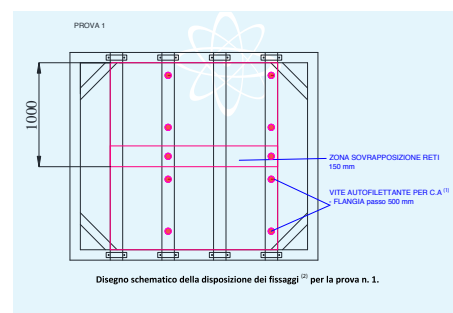 PROVA 1
1000
ZONA SOVRAPPOSIZIONE RETI
150 mm
VITE AUTOFILETTANTE PER C.A (1)
- FLANGIA passo 500 mm
Disegno schematico della disposizione dei fissaggi (2) per la prova n. 1.